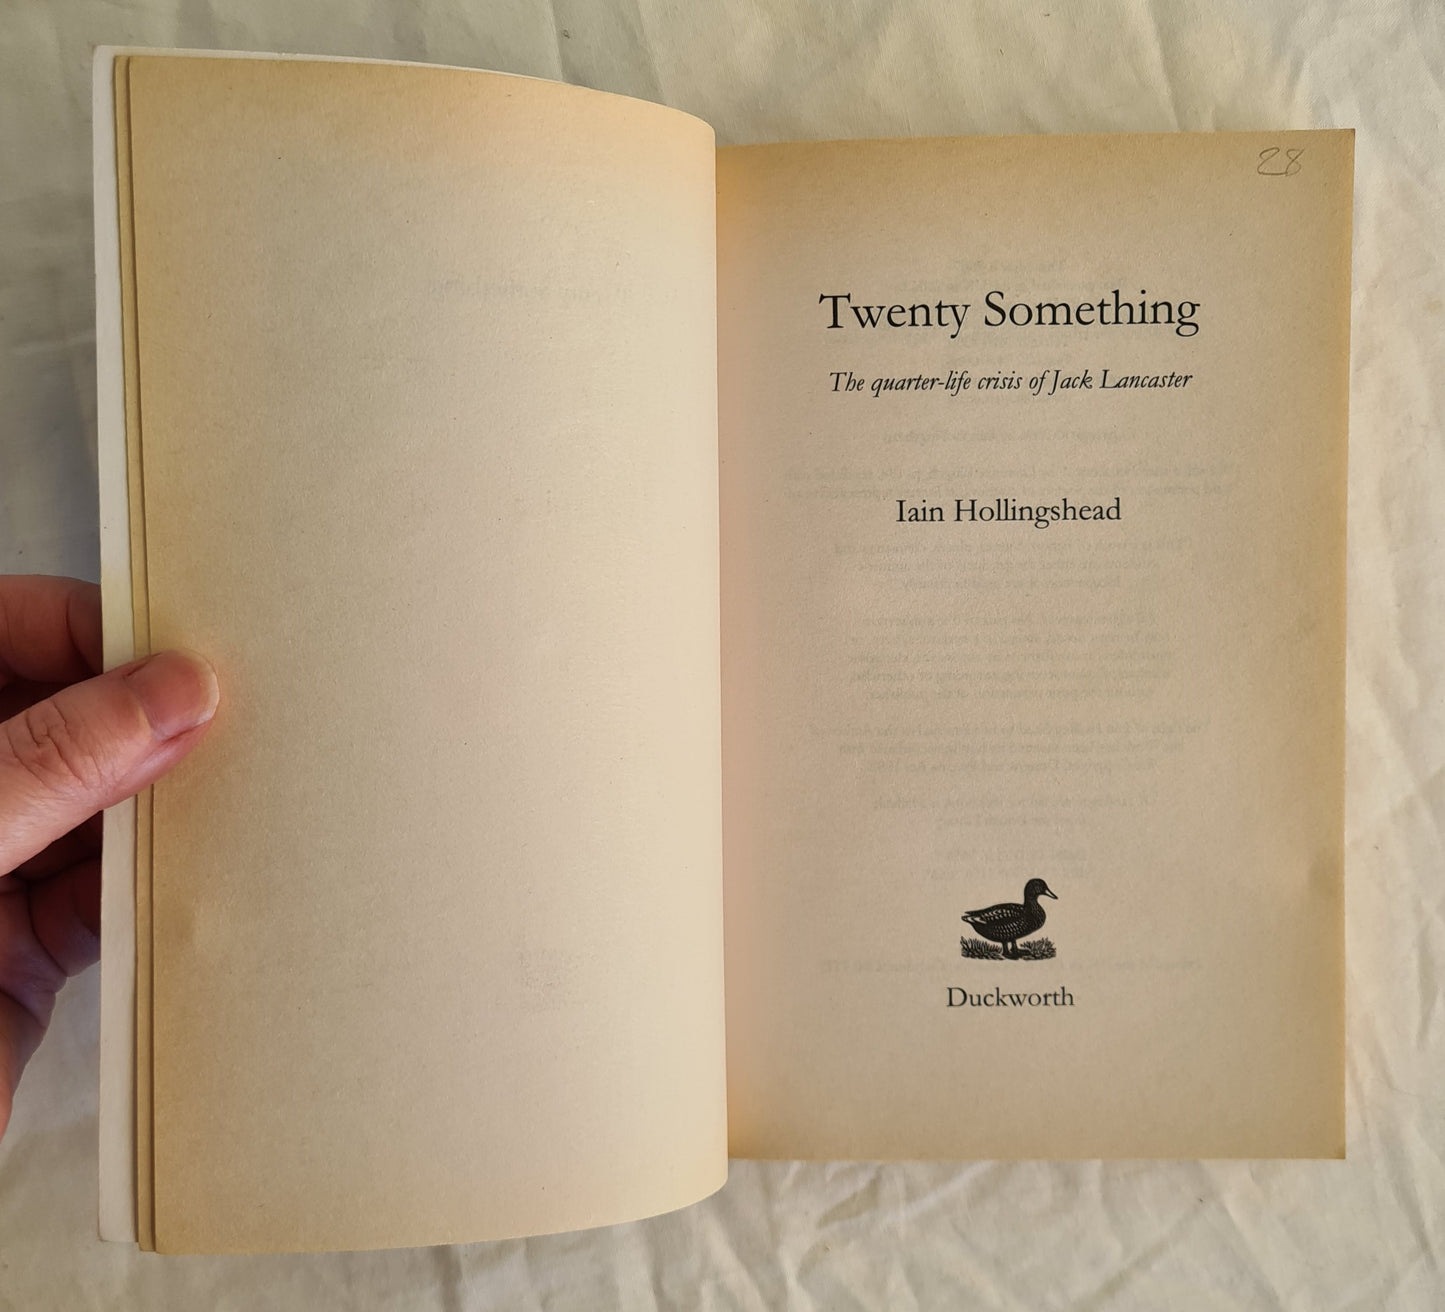 28
Twenty Something
The quarter-life crisis of Jack Lancaster
Iain Hollingshead
Duckworth